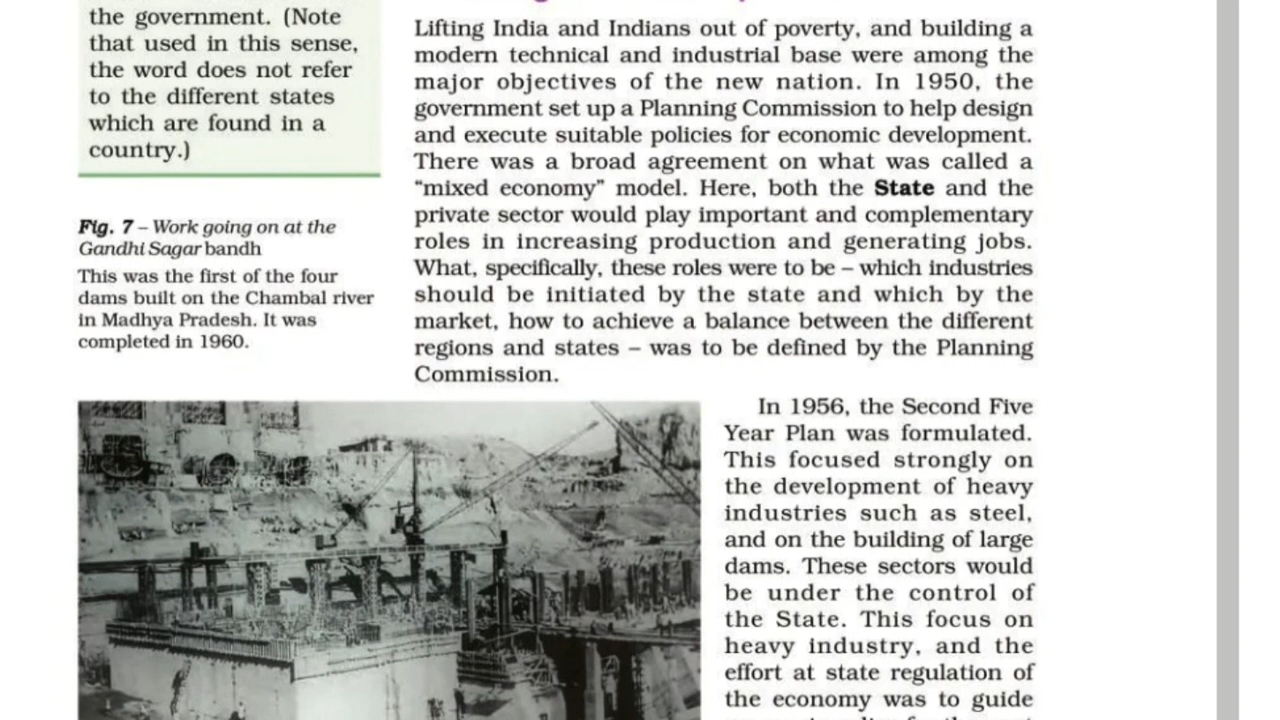 the government. (Note
that used in this sense,
the word does not refer
to the different states
which are found in a
country.)
Fig. 7 – Work going on at the
Gandhi Sagar bandh
This was the first of the four
dams built on the Chambal river
in Madhya Pradesh. It was
completed in 1960.
Lifting India and Indians out of poverty, and building a
modern technical and industrial base were among the
major objectives of the new nation. In 1950, the
government set up a Planning Commission to help design
and execute suitable policies for economic development.
There was a broad agreement on what was called a
“mixed economy” model. Here, both the State and the
private sector would play important and complementary
roles in increasing production and generating jobs.
What, specifically, these roles were to be – which industries
should be initiated by the state and which by the
market, how to achieve a balance between the different
regions and states – was to be defined by the Planning
Commission.
In 1956, the Second Five
Year Plan was formulated.
This focused strongly on
the development of heavy
industries such as steel,
and on the building of large
dams. These sectors would
be under the control of
the State. This focus on
heavy industry, and the
effort at state regulation of
the economy was to guide